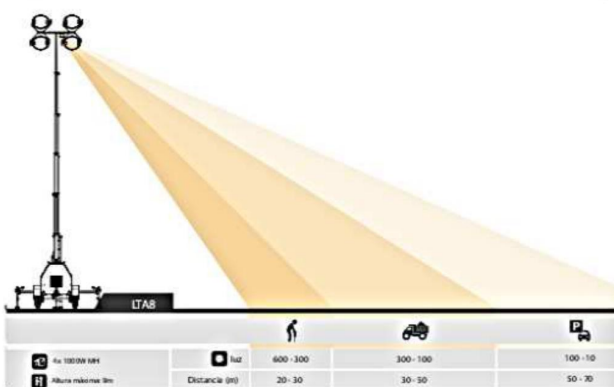 LTA8
P
4x 1000W MH
luz
600 - 300
300 - 100
100 - 10
H
Altura máxima 9m
Distancia (m)
20 - 30
30 - 50
50 - 70